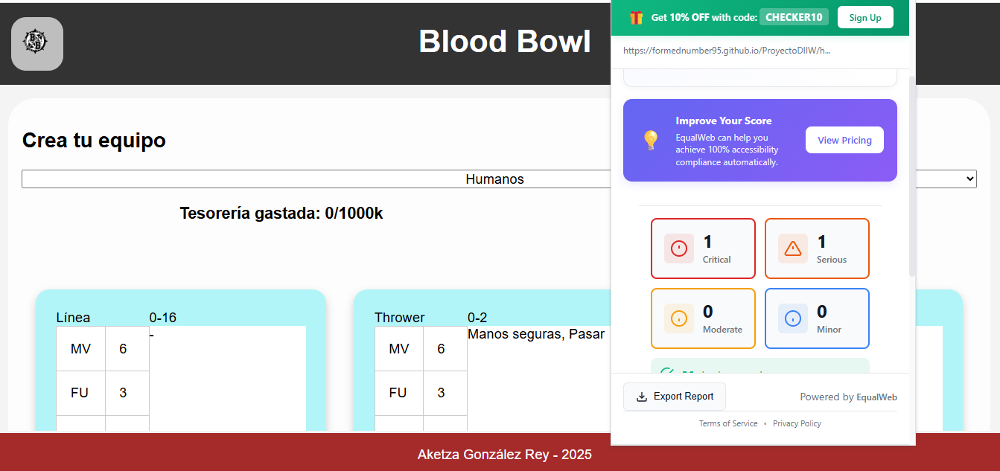 Blood Bowl
Get 10% OFF with code: CHECKER10
Sign Up
https://formednumber95.github.io/ProyectoDIIW/h...
Improve Your Score
EqualWeb can help you
achieve 100% accessibility
compliance automatically.
View Pricing
Crea tu equipo
Humanos
Tesorería gastada: 0/1000k
1
Critical
1
Serious
0
Moderate
0
Minor
Línea 0-16
-
MV 6
FU 3
Thrower 0-2
Manos seguras, Pasar
MV 6
FU 3
Export Report
Powered by EqualWeb
Terms of Service • Privacy Policy
Aketza González Rey - 2025